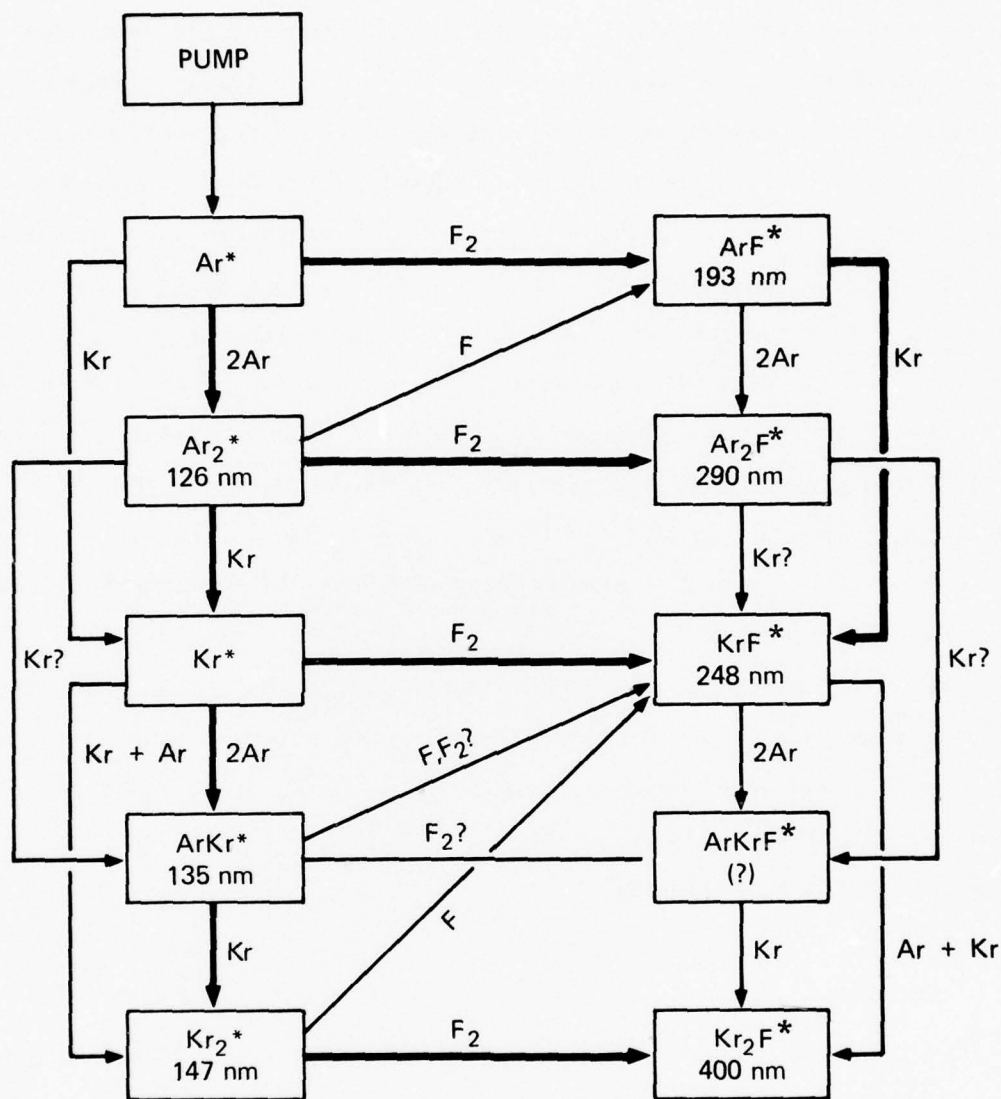 PUMP
Ar*
F₂
ArF*
193 nm
Kr
2Ar
F
2Ar
Kr
Ar₂*
126 nm
F₂
Ar₂F*
290 nm
Kr
Kr?
Kr?
Kr*
F₂
KrF*
248 nm
Kr?
Kr + Ar
2Ar
F,F₂?
2Ar
ArKr*
135 nm
F₂?
ArKrF*
(?)
Kr
F
Kr
Ar + Kr
Kr₂*
147 nm
F₂
Kr₂F*
400 nm